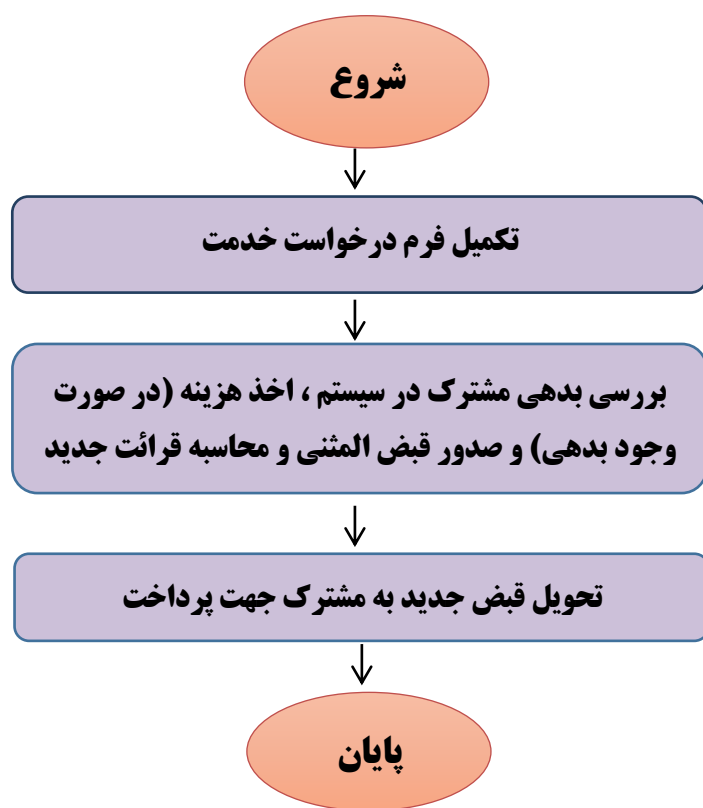 شروع
تکمیل فرم درخواست خدمت
بررسی بدهی مشترک در سیستم ، اخذ هزینه (در صورت
وجود بدهی) و صدور قبض المثنی و محاسبه قرائت جدید
تحویل قبض جدید به مشترک جهت پرداخت
پایان